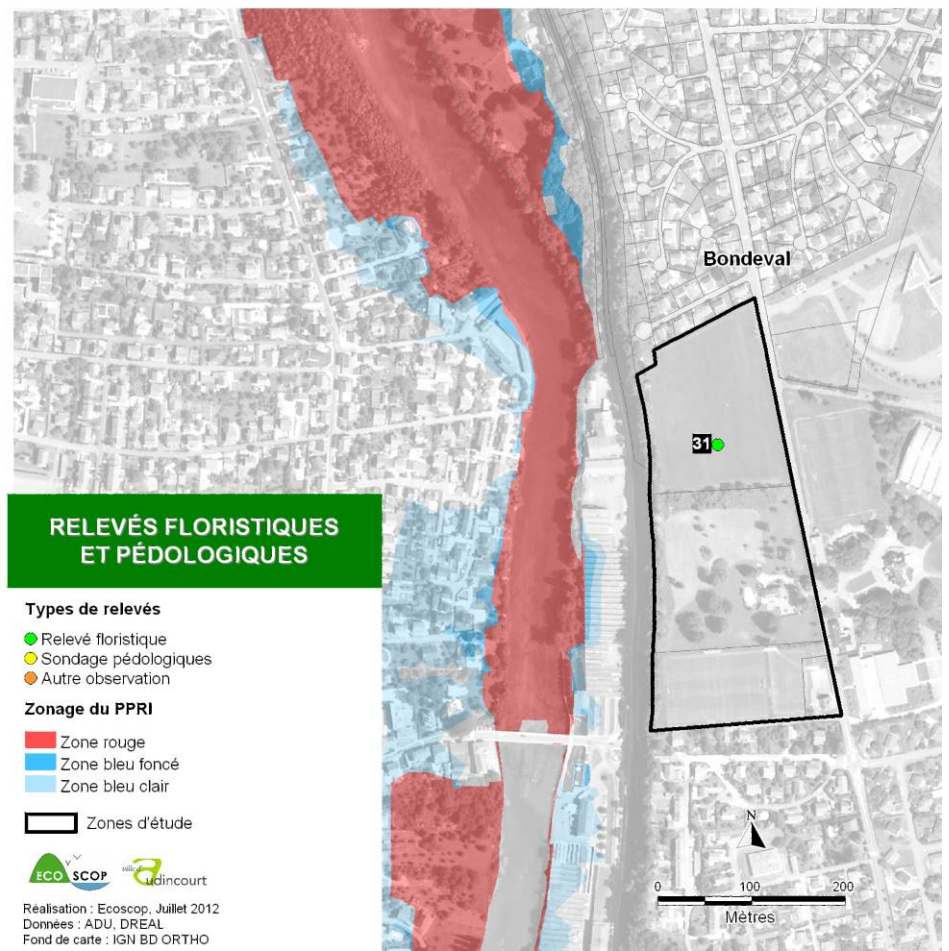 Bondeval
31
RELEVÉS FLORISTIQUES
ET PÉDOLOGIQUES
Types de relevés
Relevé floristique
Sondage pédologiques
Autre observation
Zonage du PPRI
Zone rouge
Zone bleu foncé
Zone bleu clair
Zones d'étude
ECO SCOP
ville d'Audincourt
Réalisation : Ecoscop, Juillet 2012
Données : ADU, DREAL
Fond de carte : IGN BD ORTHO
N
0 100 200
Mètres